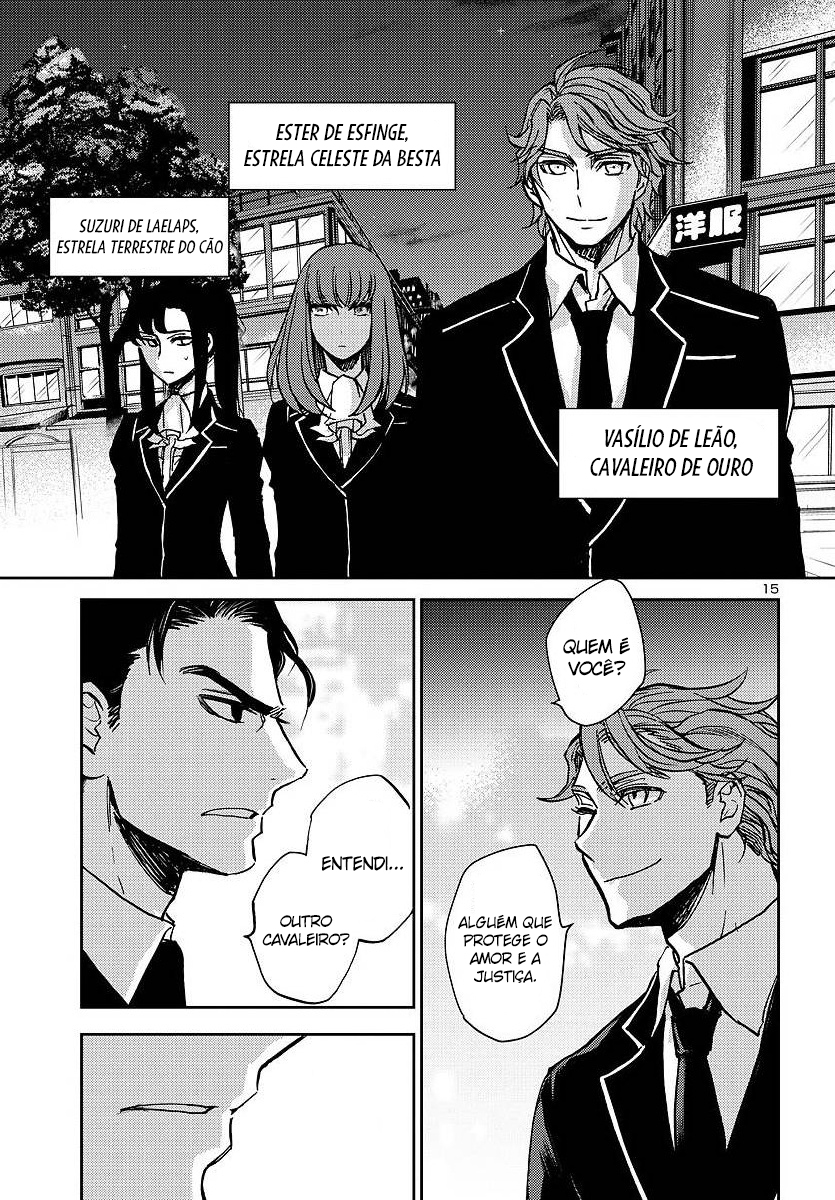 ESTER DE ESFINGE,
ESTRELA CELESTE DA BESTA
SUZURI DE LAELAPS,
ESTRELA TERRESTRE DO CÃO
洋服
VASÍLIO DE LEÃO,
CAVALEIRO DE OURO
15
QUEM É
VOCÊ?
ALGUÉM QUE
PROTEGE O
AMOR E A
JUSTIÇA.
ENTENDI...
OUTRO
CAVALEIRO?